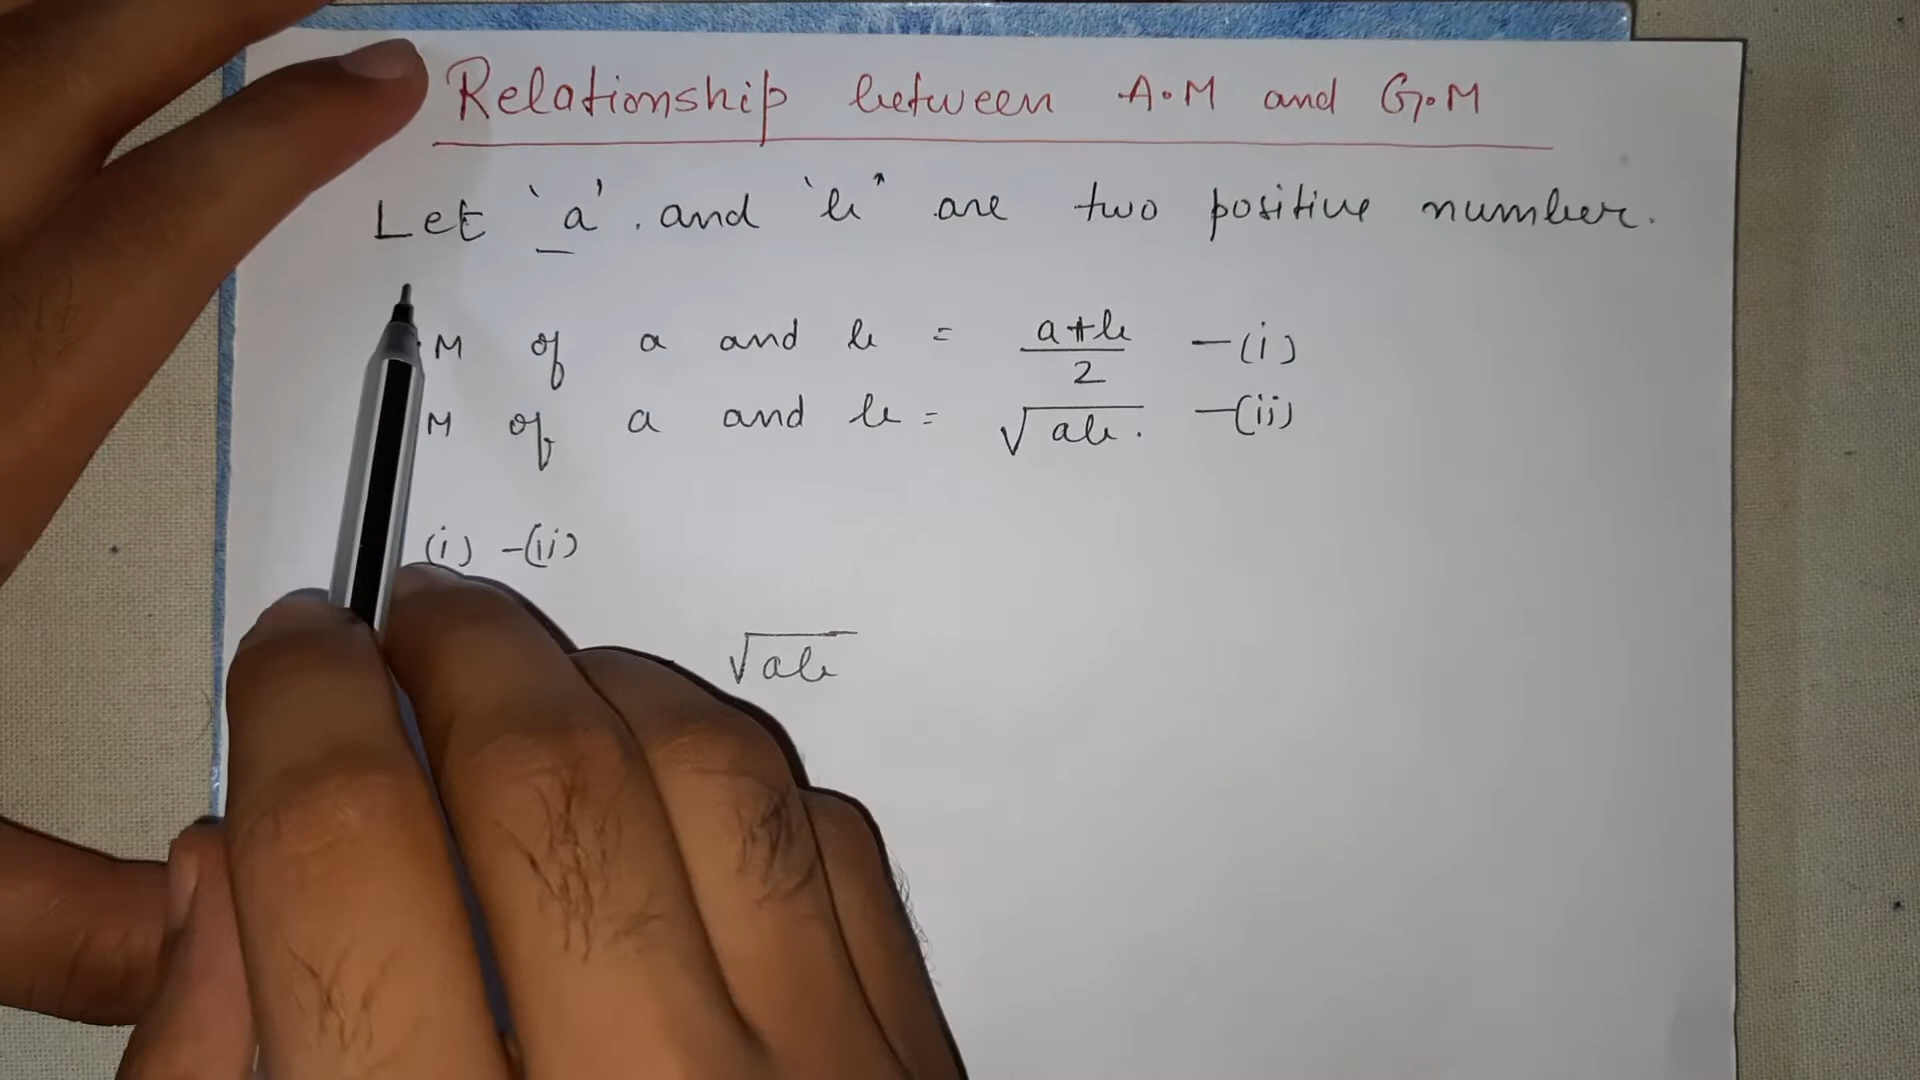 Relationship between A.M and G.M
Let 'a' and 'b" are two positive number.
M of a and b = a+b/2 -(i)
M of a and b = √ab. -(ii)
(i) -(ii)
√ab